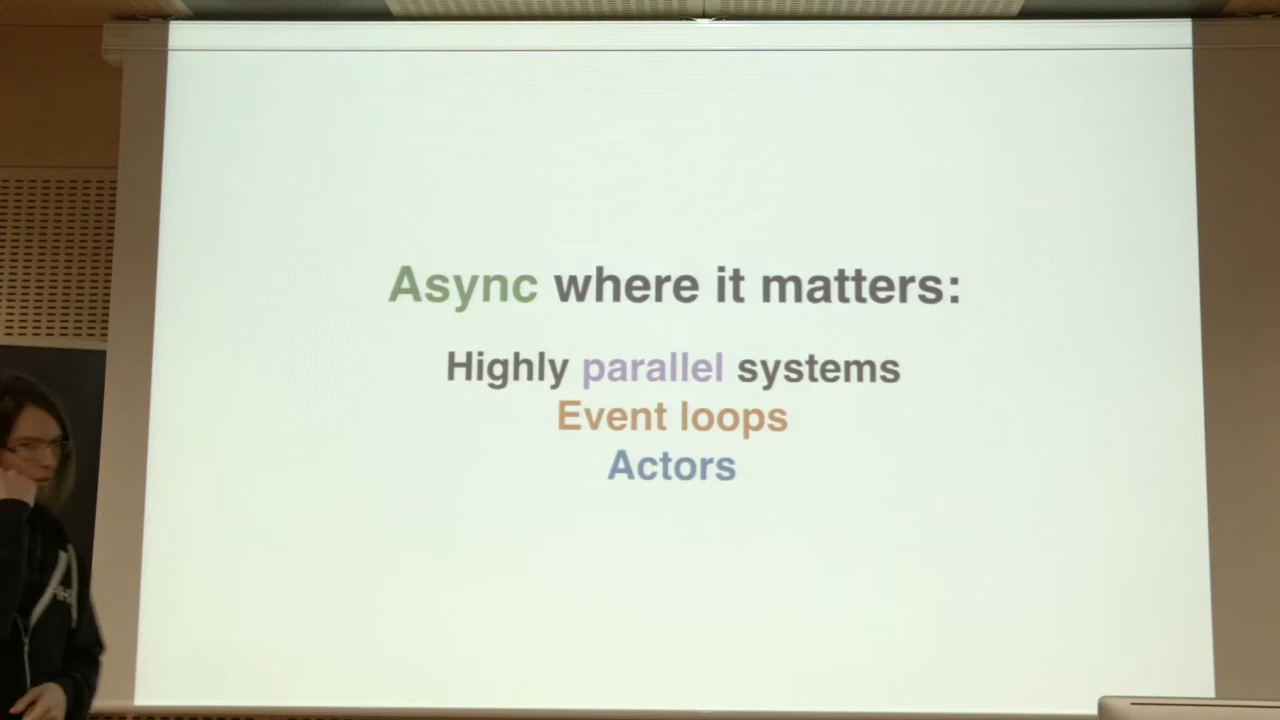 Async where it matters:
Highly parallel systems
Event loops
Actors